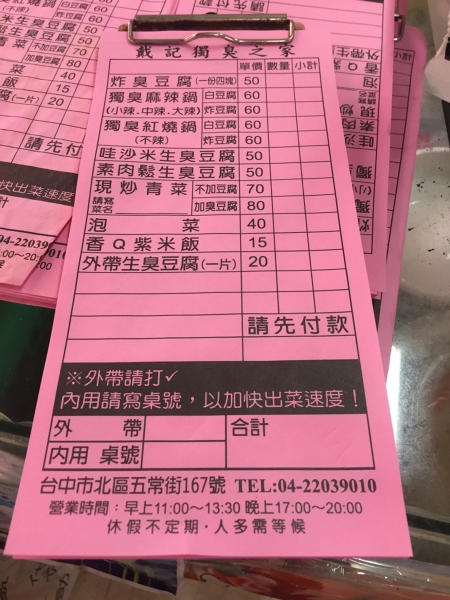 戴記獨臭之家
單價 數量 小計
炸臭豆腐(一份四塊) 50
獨臭麻辣鍋 白豆腐 60
(小辣、中辣、大辣) 炸豆腐 60
獨臭紅燒鍋 白豆腐 60
(不辣) 炸豆腐 60
哇沙米生臭豆腐 50
素肉鬆生臭豆腐 50
現炒青菜 不加豆腐 70
請寫菜名 加臭豆腐 80
泡菜 40
香Q紫米飯 15
外帶生臭豆腐(一片) 20
請先付款
※外帶請打✓
內用請寫桌號，以加快出菜速度！
外帶 合計
內用 桌號
台中市北區五常街167號 TEL:04-22039010
營業時間：早上11:00～13:30 晚上17:00～20:00
休假不定期·人多需等候